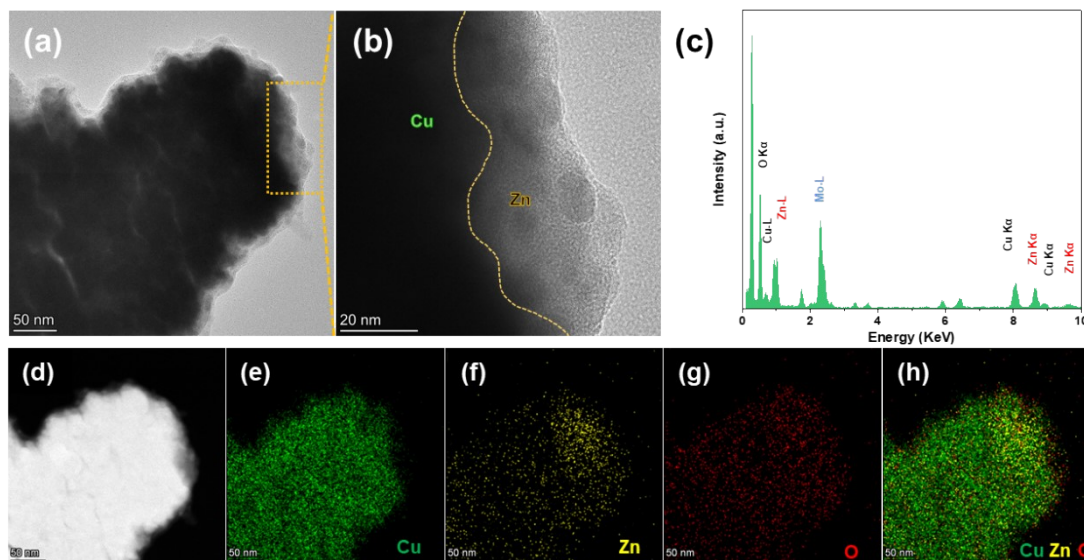 (a)
50 nm
(b)
Cu
Zn
20 nm
(c)
Intensity (a.u.)
O Kα
Cu-L
Zn-L
Mo-L
Cu Kα
Zn Kα
Cu Kα
Zn Kα
0 2 4 6 8 10
Energy (KeV)
(d)
50 nm
(e)
50 nm
Cu
(f)
50 nm
Zn
(g)
50 nm
O
(h)
50 nm
Cu Zn